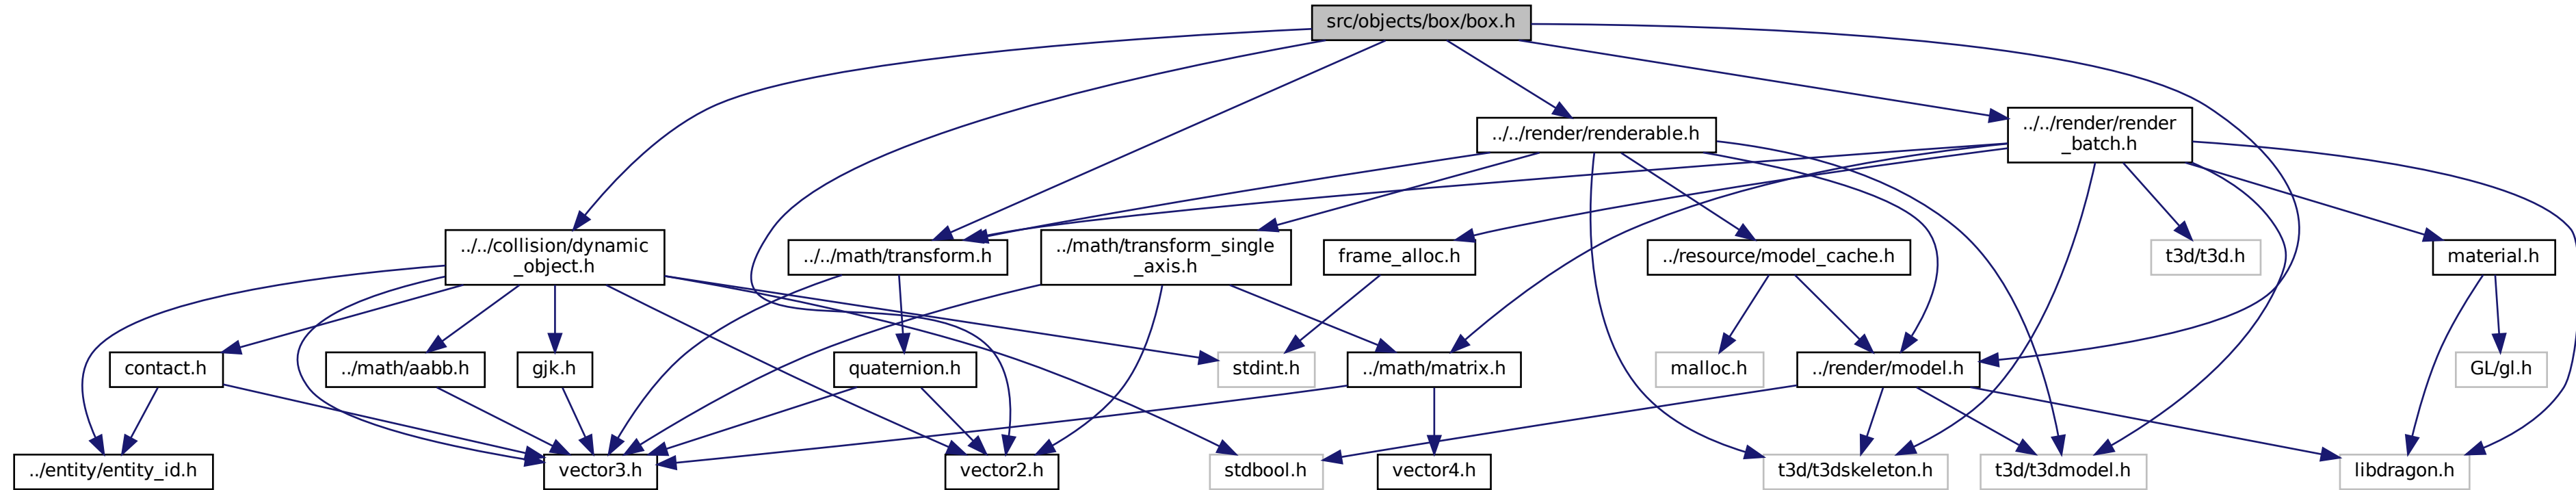 src/objects/box/box.h
../../render/renderable.h
../../render/render
_batch.h
../../collision/dynamic
_object.h
../../math/transform.h
../math/transform_single
_axis.h
frame_alloc.h
../resource/model_cache.h
t3d/t3d.h
material.h
contact.h
../math/aabb.h
gjk.h
quaternion.h
stdint.h
../math/matrix.h
malloc.h
../render/model.h
GL/gl.h
../entity/entity_id.h
vector3.h
vector2.h
stdbool.h
vector4.h
t3d/t3dskeleton.h
t3d/t3dmodel.h
libdragon.h